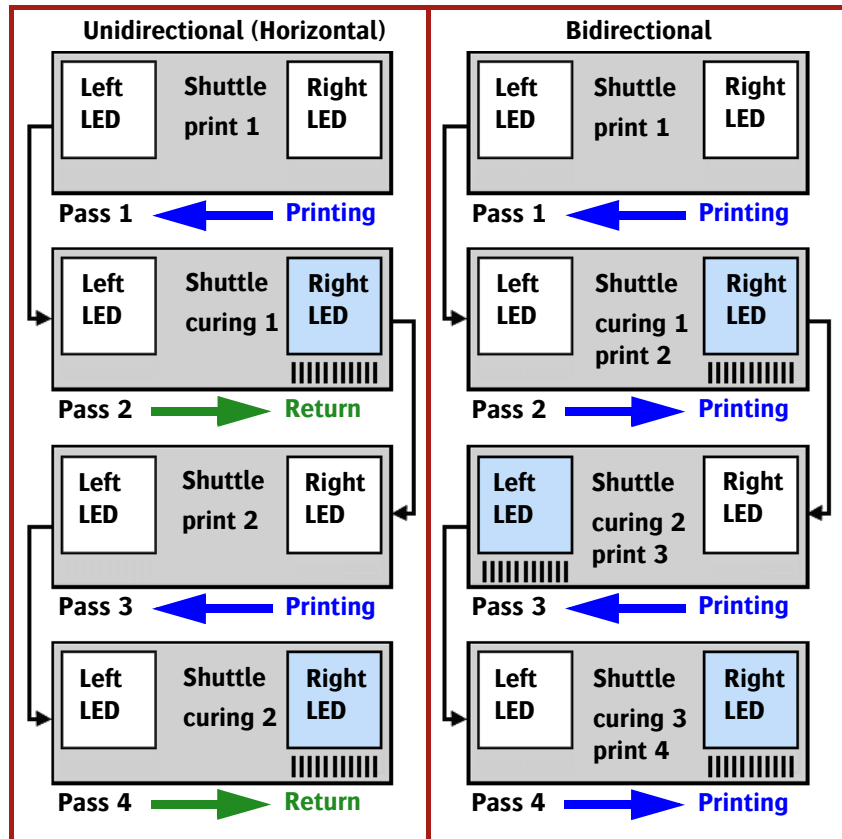 Unidirectional (Horizontal)
Left
LED
Shuttle
print 1
Right
LED
Pass 1
Printing
Left
LED
Shuttle
curing 1
Right
LED
Pass 2
Return
Left
LED
Shuttle
print 2
Right
LED
Pass 3
Printing
Left
LED
Shuttle
curing 2
Right
LED
Pass 4
Return
Bidirectional
Left
LED
Shuttle
print 1
Right
LED
Pass 1
Printing
Left
LED
Shuttle
curing 1
print 2
Right
LED
Pass 2
Printing
Left
LED
Shuttle
curing 2
print 3
Right
LED
Pass 3
Printing
Left
LED
Shuttle
curing 3
print 4
Right
LED
Pass 4
Printing